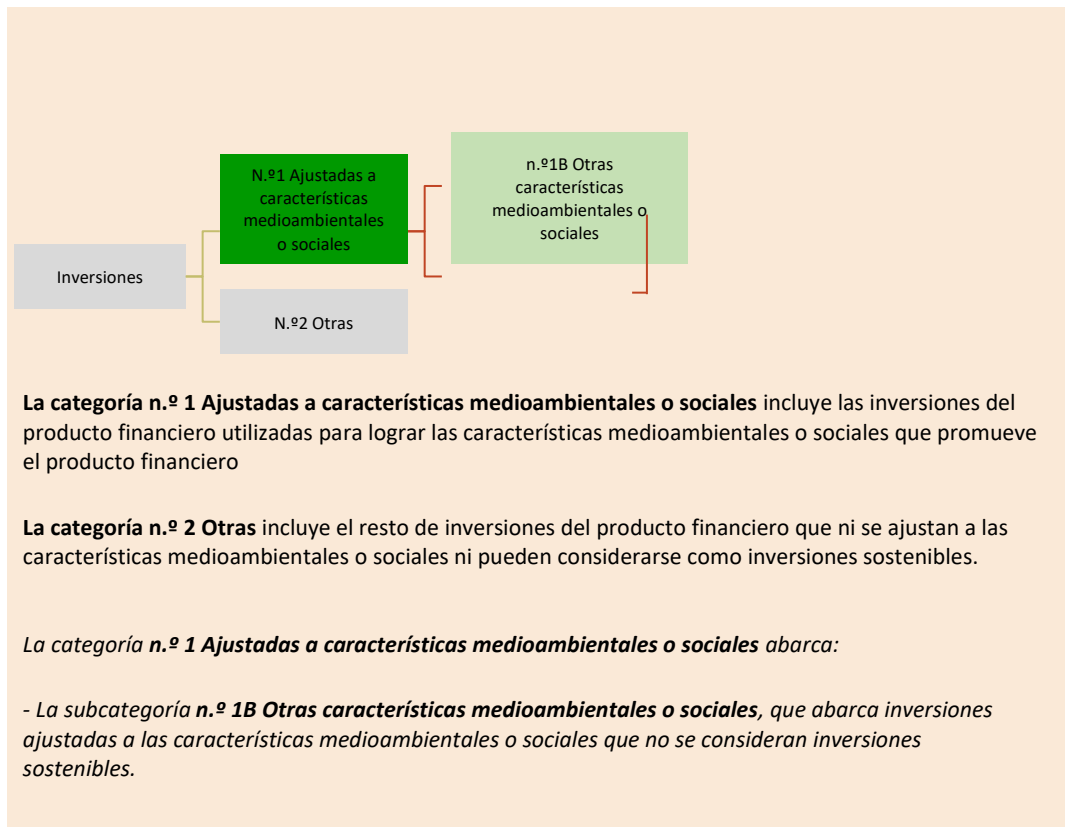 N.º1 Ajustadas a
características
medioambientales
o sociales
n.º1B Otras
características
medioambientales o
sociales
Inversiones
N.º2 Otras
La categoría n.º 1 Ajustadas a características medioambientales o sociales incluye las inversiones del
producto financiero utilizadas para lograr las características medioambientales o sociales que promueve
el producto financiero
La categoría n.º 2 Otras incluye el resto de inversiones del producto financiero que ni se ajustan a las
características medioambientales o sociales ni pueden considerarse como inversiones sostenibles.
La categoría n.º 1 Ajustadas a características medioambientales o sociales abarca:
- La subcategoría n.º 1B Otras características medioambientales o sociales, que abarca inversiones
ajustadas a las características medioambientales o sociales que no se consideran inversiones
sostenibles.